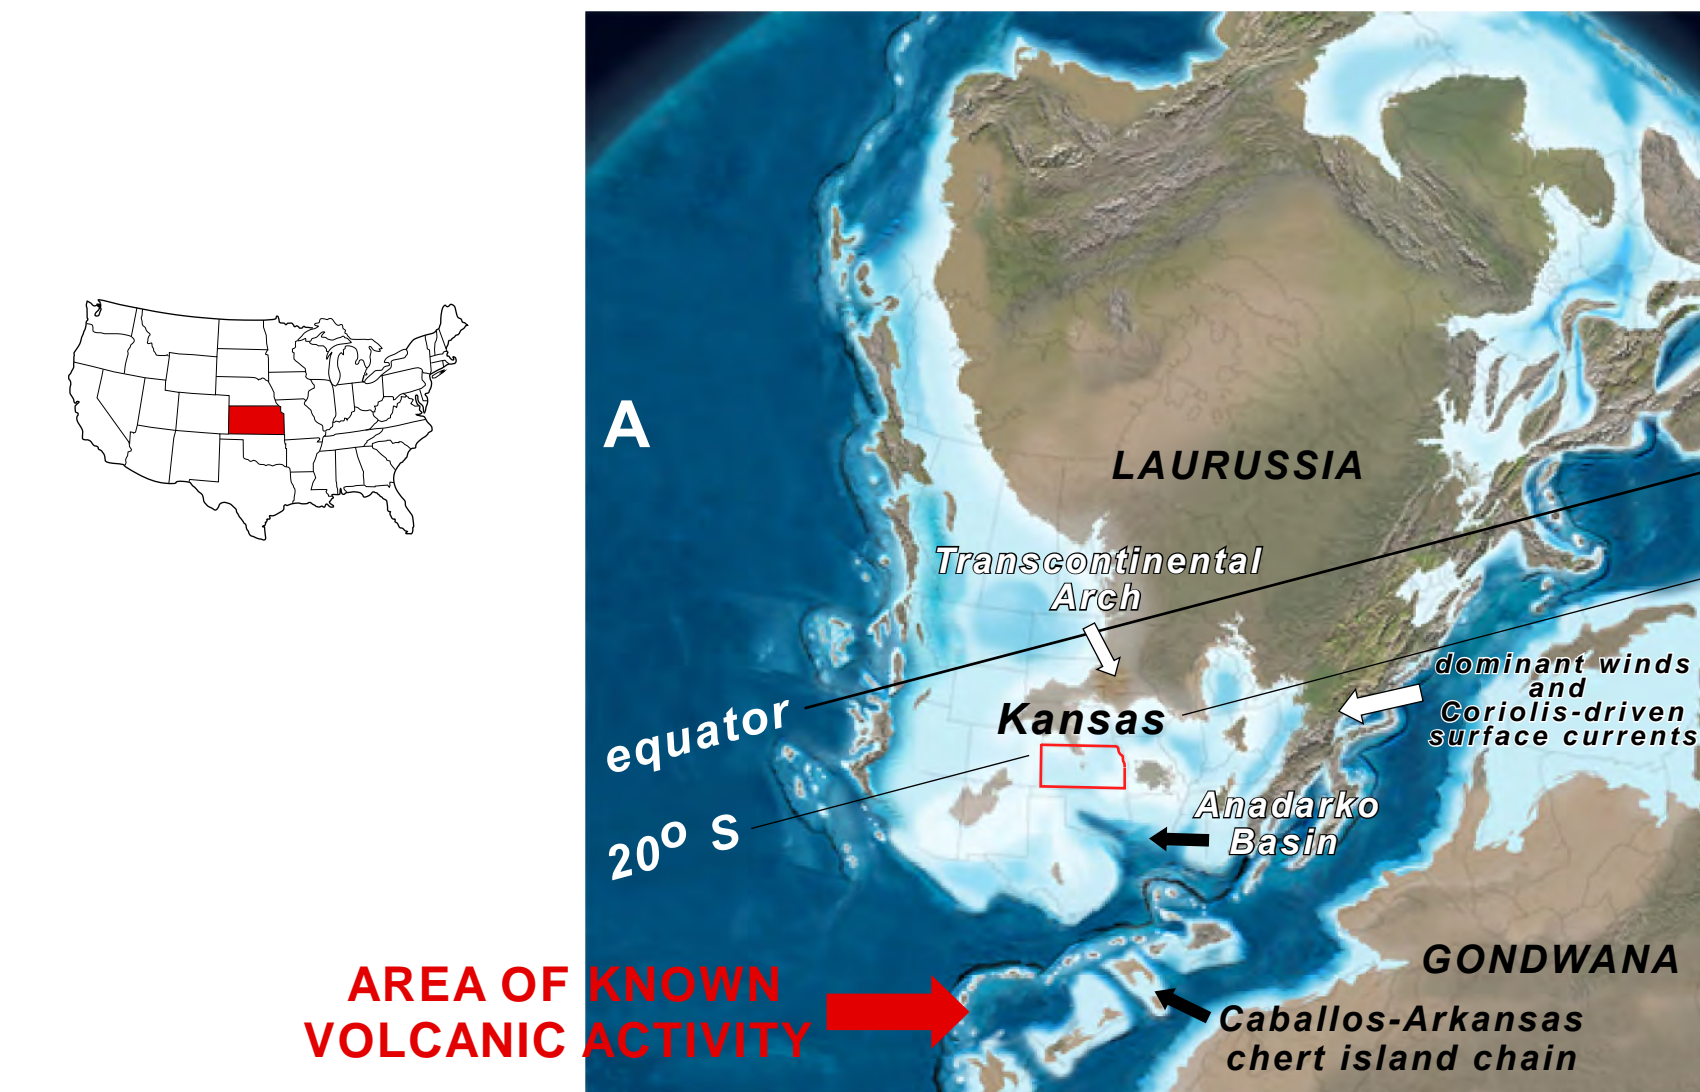 A
LAURUSSIA
Transcontinental
Arch
equator
Kansas
dominant winds
and
Coriolis-driven
surface currents
20º S
Anadarko
Basin
GONDWANA
AREA OF KNOWN
VOLCANIC ACTIVITY
Caballos-Arkansas
chert island chain